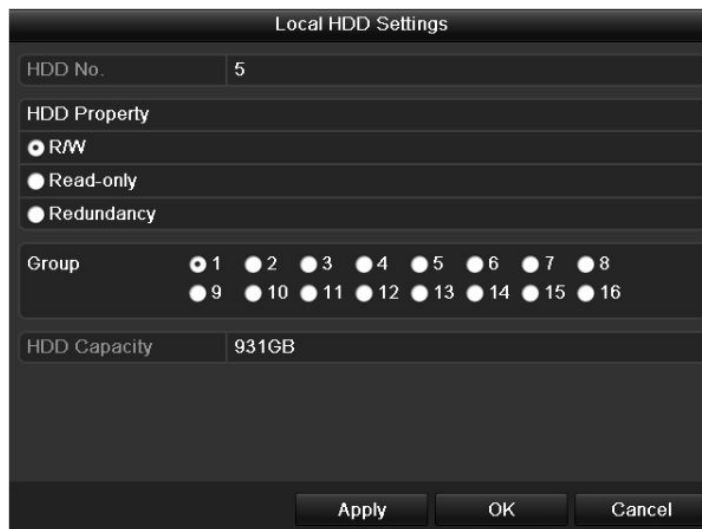 Local HDD Settings
HDD No. 5
HDD Property
R/W
Read-only
Redundancy
Group 1 2 3 4 5 6 7 8
9 10 11 12 13 14 15 16
HDD Capacity 931GB
Apply OK Cancel